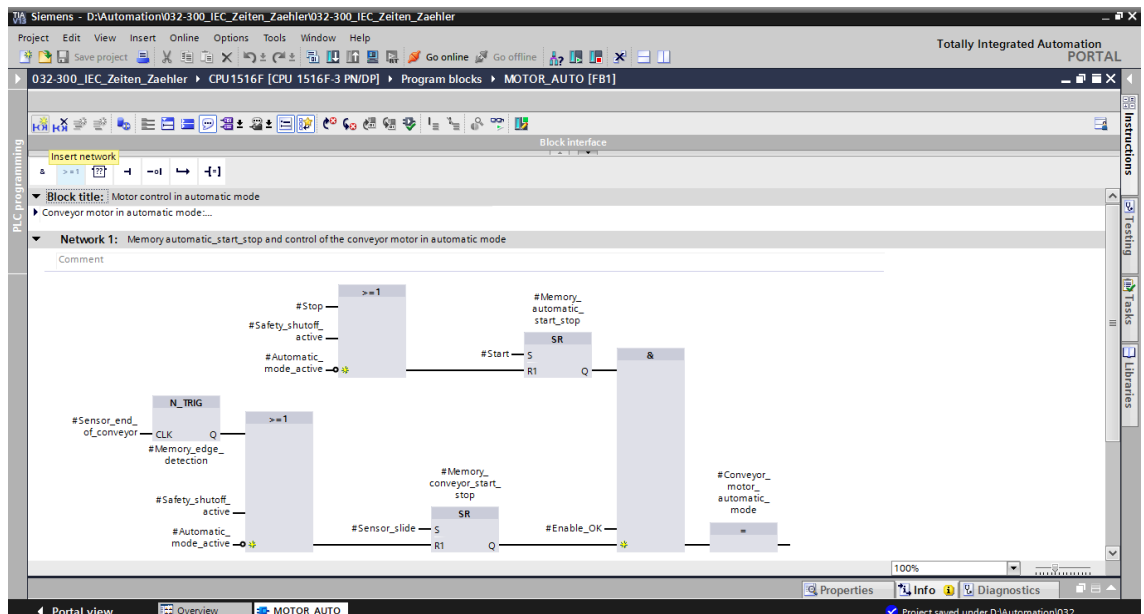 Siemens - D:\Automation\032-300_IEC_Zeiten_Zaehler\032-300_IEC_Zeiten_Zaehler
Project Edit View Insert Online Options Tools Window Help
Totally Integrated Automation
PORTAL
Save project
Go online
Go offline
032-300_IEC_Zeiten_Zaehler
CPU1516F [CPU 1516F-3 PN/DP]
Program blocks
MOTOR_AUTO [FB1]
Block interface
Insert network
&
>=1
??
Block title: Motor control in automatic mode
Conveyor motor in automatic mode:...
Network 1: Memory automatic_start_stop and control of the conveyor motor in automatic mode
Comment
>=1
#Stop
#Safety_shutoff_
active
#Automatic_
mode_active
#Memory_
automatic_
start_stop
SR
#Start
S
R1
Q
&
N_TRIG
#Sensor_end_
of_conveyor
CLK
Q
#Memory_edge_
detection
>=1
#Safety_shutoff_
active
#Automatic_
mode_active
#Memory_
conveyor_start_
stop
SR
#Sensor_slide
S
R1
Q
#Enable_OK
#Conveyor_
motor_
automatic_
mode
=
100%
Properties
Info
Diagnostics
Portal view
Overview
MOTOR_AUTO
Project saved under D:\Automation\032
PLC programming
Instructions
Testing
Tasks
Libraries